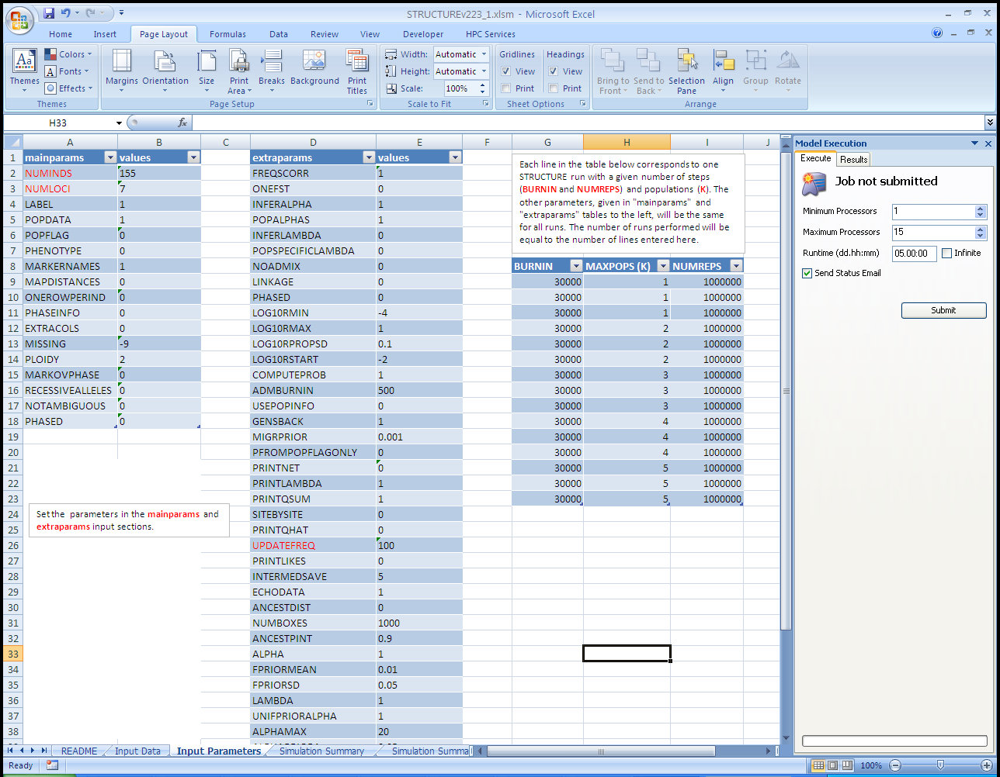 STRUCTUREv223_1.xlsm - Microsoft Excel
Home Insert Page Layout Formulas Data Review View Developer HPC Services
Themes Colors Fonts Effects Themes
Margins Orientation Size Print Area Breaks Background Print Titles Page Setup
Width: Automatic
Height: Automatic
Scale: 100%
Scale to Fit
Gridlines Headings
View View
Print Print
Sheet Options
Bring to Front Send to Back Selection Pane Align Group Rotate
Arrange
H33 fx
A B C D E F G H I J
1 mainparams values extraparams values
2 NUMINDS 155 FREQSCORR 1
3 NUMLOCI 7 ONEFST 0
4 LABEL 1 INFERALPHA 1
5 POPDATA 1 POPALPHAS 1
6 POPFLAG 0 INFERLAMBDA 0
7 PHENOTYPE 0 POPSPECIFICLAMBDA 0
8 MARKERNAMES 1 NOADMIX 0 BURNIN MAXPOPS (K) NUMREPS
9 MAPDISTANCES 0 LINKAGE 0 30000 1 1000000
10 ONEROWPERIND 0 PHASED 0 30000 1 1000000
11 PHASEINFO 0 LOG10RMIN -4 30000 1 1000000
12 EXTRACOLS 0 LOG10RMAX 1 30000 2 1000000
13 MISSING -9 LOG10RPROPSD 0.1 30000 2 1000000
14 PLOIDY 2 LOG10RSTART -2 30000 2 1000000
15 MARKOVPHASE 0 COMPUTEPROB 1 30000 3 1000000
16 RECESSIVEALLELES 0 ADMBURNIN 500 30000 3 1000000
17 NOTAMBIGUOUS 0 USEPOPINFO 0 30000 3 1000000
18 PHASED 0 GENSBACK 1 30000 4 1000000
19 MIGRPRIOR 0.001 30000 4 1000000
20 PFROMPOPFLAGONLY 0 30000 4 1000000
21 PRINTNET 0 30000 5 1000000
22 PRINTLAMBDA 1 30000 5 1000000
23 PRINTQSUM 1 30000 5 1000000
24 SITEBYSITE 0
25 PRINTQHAT 0
26 UPDATEFREQ 100
27 PRINTLIKES 0
28 INTERMEDSAVE 5
29 ECHODATA 1
30 ANCESTDIST 0
31 NUMBOXES 1000
32 ANCESTPINT 0.9
33 ALPHA 1
34 FPRIORMEAN 0.01
35 FPRIORSD 0.05
36 LAMBDA 1
37 UNIFPRIORALPHA 1
38 ALPHAMAX 20
Set the parameters in the mainparams and
extraparams input sections.
Each line in the table below corresponds to one
STRUCTURE run with a given number of steps
(BURNIN and NUMREPS) and populations (K). The
other parameters, given in "mainparams" and
"extraparams" tables to the left, will be the same
for all runs. The number of runs performed will be
equal to the number of lines entered here.
Model Execution
Execute Results
Job not submitted
Minimum Processors 1
Maximum Processors 15
Runtime (dd.hh:mm) 05.00:00 Infinite
Send Status Email
Submit
README Input Data Input Parameters Simulation Summary Simulation Summa
Ready 100%